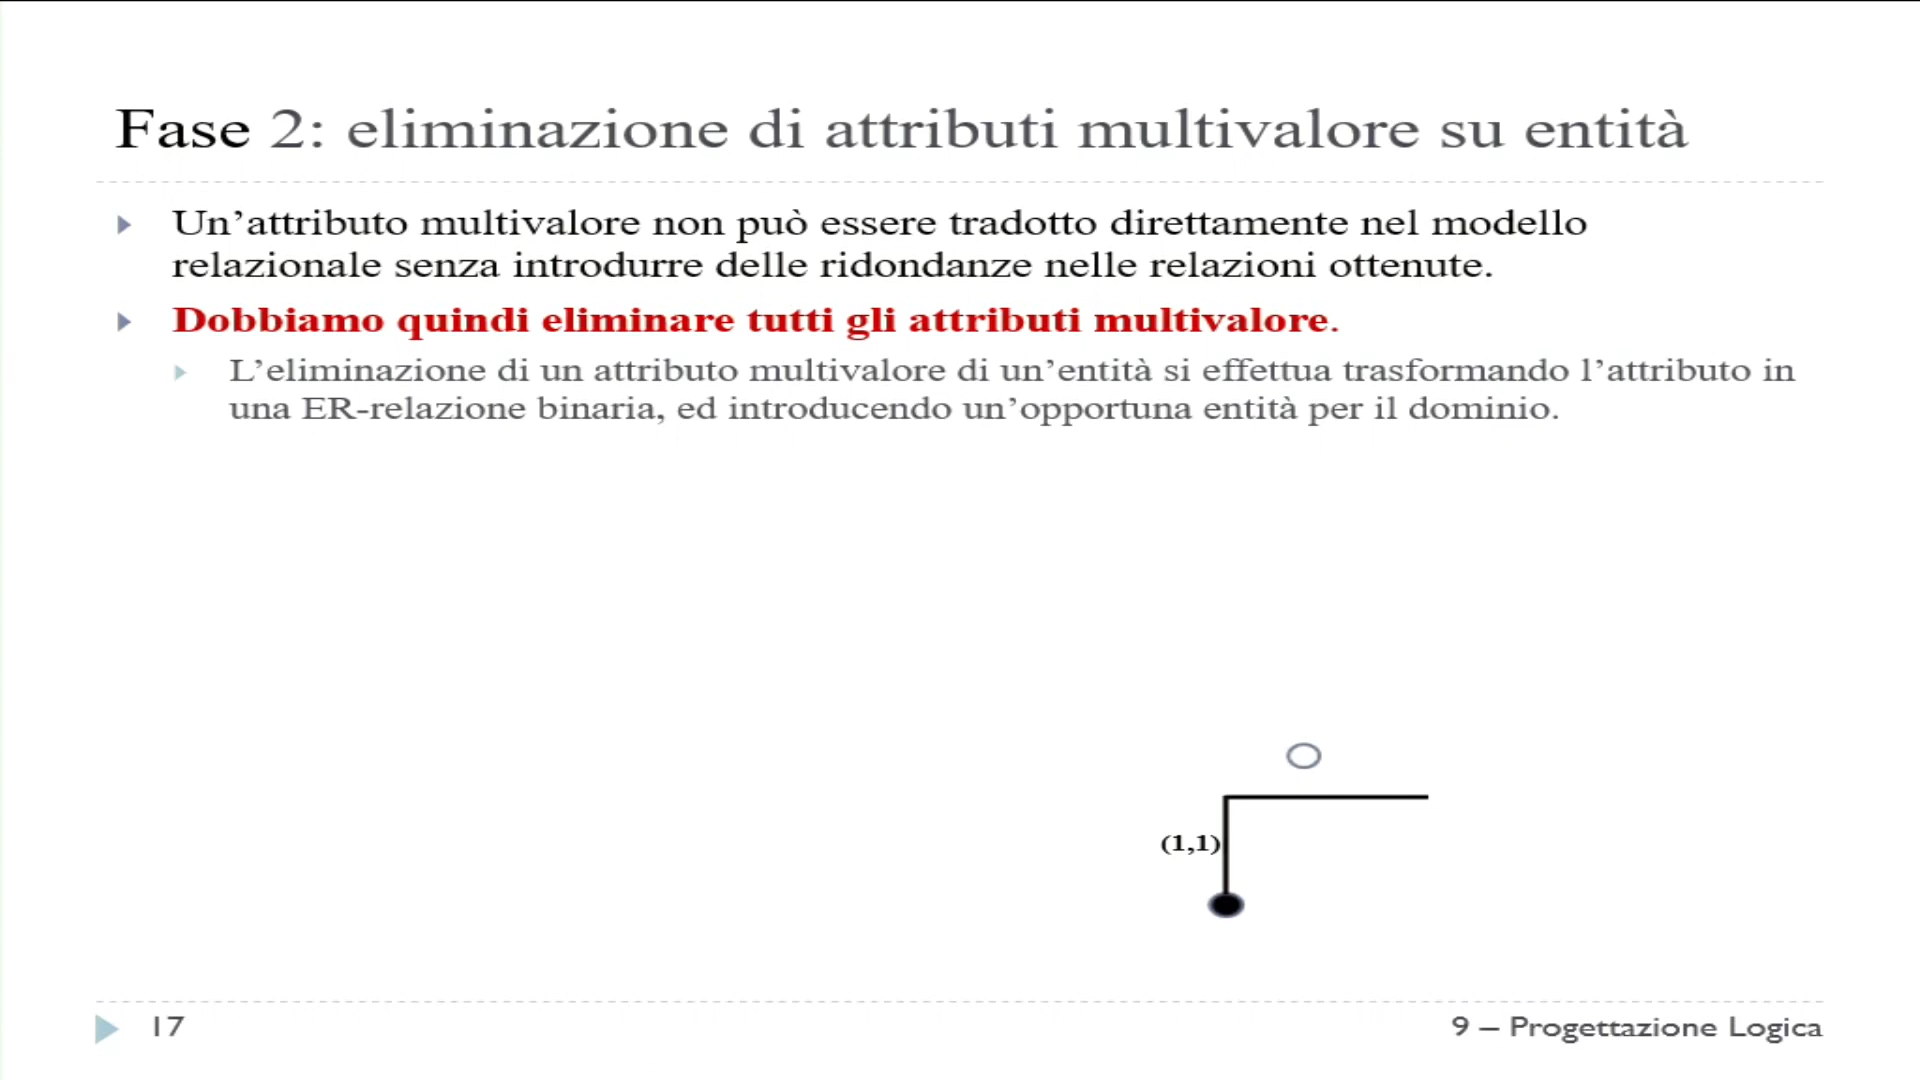 Fase 2: eliminazione di attributi multivalore su entità
Un’attributo multivalore non può essere tradotto direttamente nel modello
relazionale senza introdurre delle ridondanze nelle relazioni ottenute.
Dobbiamo quindi eliminare tutti gli attributi multivalore.
L’eliminazione di un attributo multivalore di un’entità si effettua trasformando l’attributo in
una ER-relazione binaria, ed introducendo un’opportuna entità per il dominio.
(1,1)
17
9 – Progettazione Logica